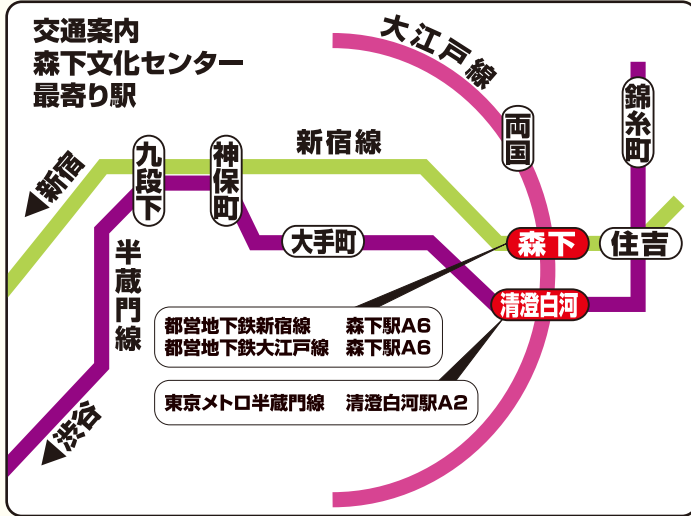 交通案内
森下文化センター
最寄り駅
大江戸線
新宿線
半蔵門線
新宿
渋谷
九段下
神保町
大手町
両国
錦糸町
森下
住吉
清澄白河
都営地下鉄新宿線 森下駅A6
都営地下鉄大江戸線 森下駅A6
東京メトロ半蔵門線 清澄白河駅A2